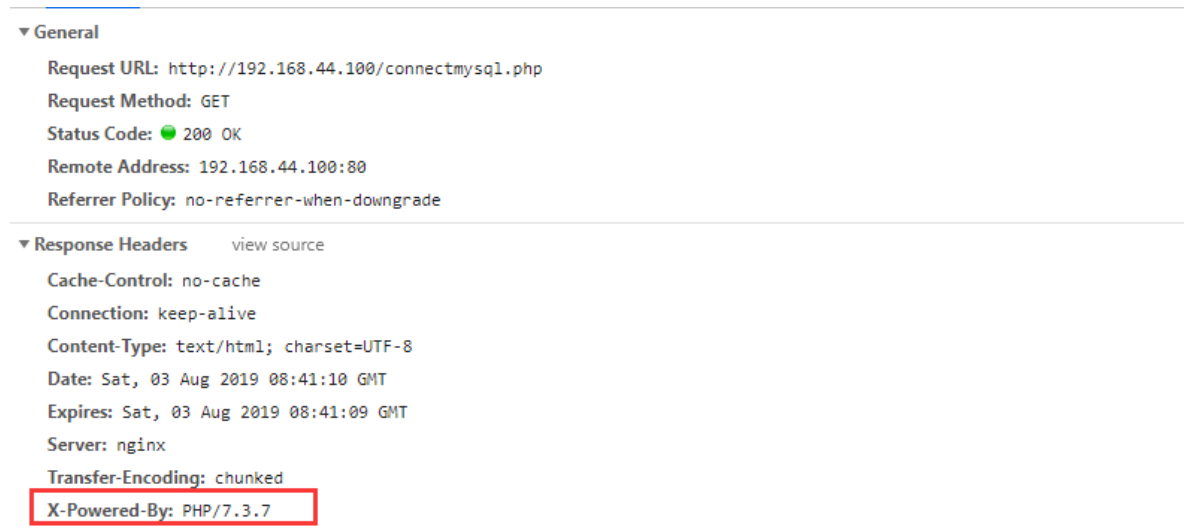 General
Request URL: http://192.168.44.100/connectmysql.php
Request Method: GET
Status Code: 200 OK
Remote Address: 192.168.44.100:80
Referrer Policy: no-referrer-when-downgrade
Response Headers view source
Cache-Control: no-cache
Connection: keep-alive
Content-Type: text/html; charset=UTF-8
Date: Sat, 03 Aug 2019 08:41:10 GMT
Expires: Sat, 03 Aug 2019 08:41:09 GMT
Server: nginx
Transfer-Encoding: chunked
X-Powered-By: PHP/7.3.7